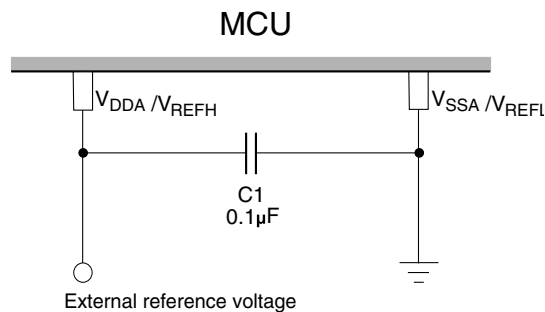 MCU
VDDA /VREFH
VSSA /VREFL
C1
0.1µF
External reference voltage